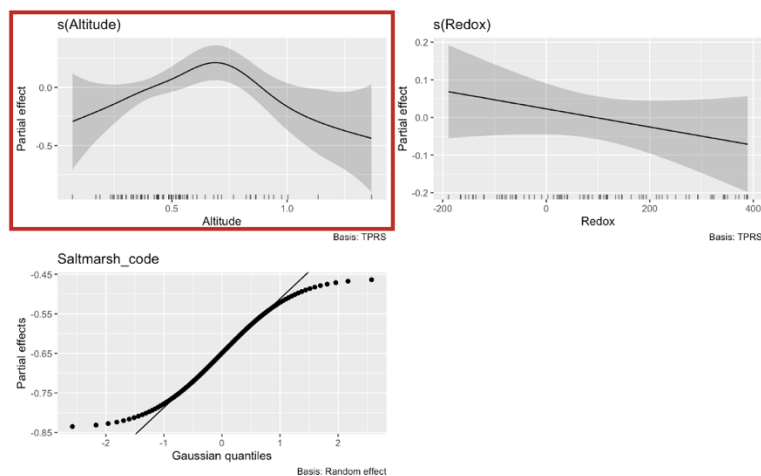 s(Altitude)
Partial effect
0.0
-0.5
0.5
1.0
Altitude
Basis: TPRS
s(Redox)
Partial effect
0.2
0.1
0.0
-0.1
-0.2
-200
0
200
400
Redox
Basis: TPRS
Saltmarsh_code
Partial effects
-0.45
-0.55
-0.65
-0.75
-0.85
-2
-1
0
1
2
Gaussian quantiles
Basis: Random effect